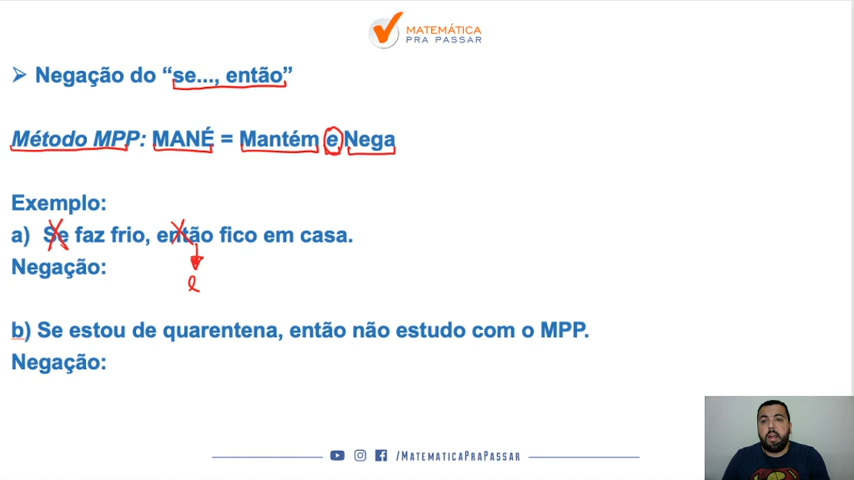 MATEMÁTICA
PRA PASSAR
Negação do “se..., então”
Método MPP: MANÉ = Mantém e Nega
Exemplo:
a) Se faz frio, então fico em casa.
e
Negação:
b) Se estou de quarentena, então não estudo com o MPP.
Negação:
/MatematicaPraPassar